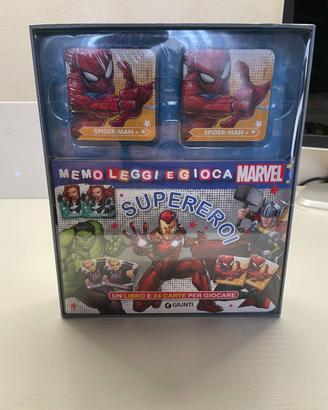 SPIDER-MAN
SPIDER-MAN
MEMO LEGGI E GIOCA MARVEL
SUPEREROI
UN LIBRO E 24 CARTE PER GIOCARE
GIUNTI